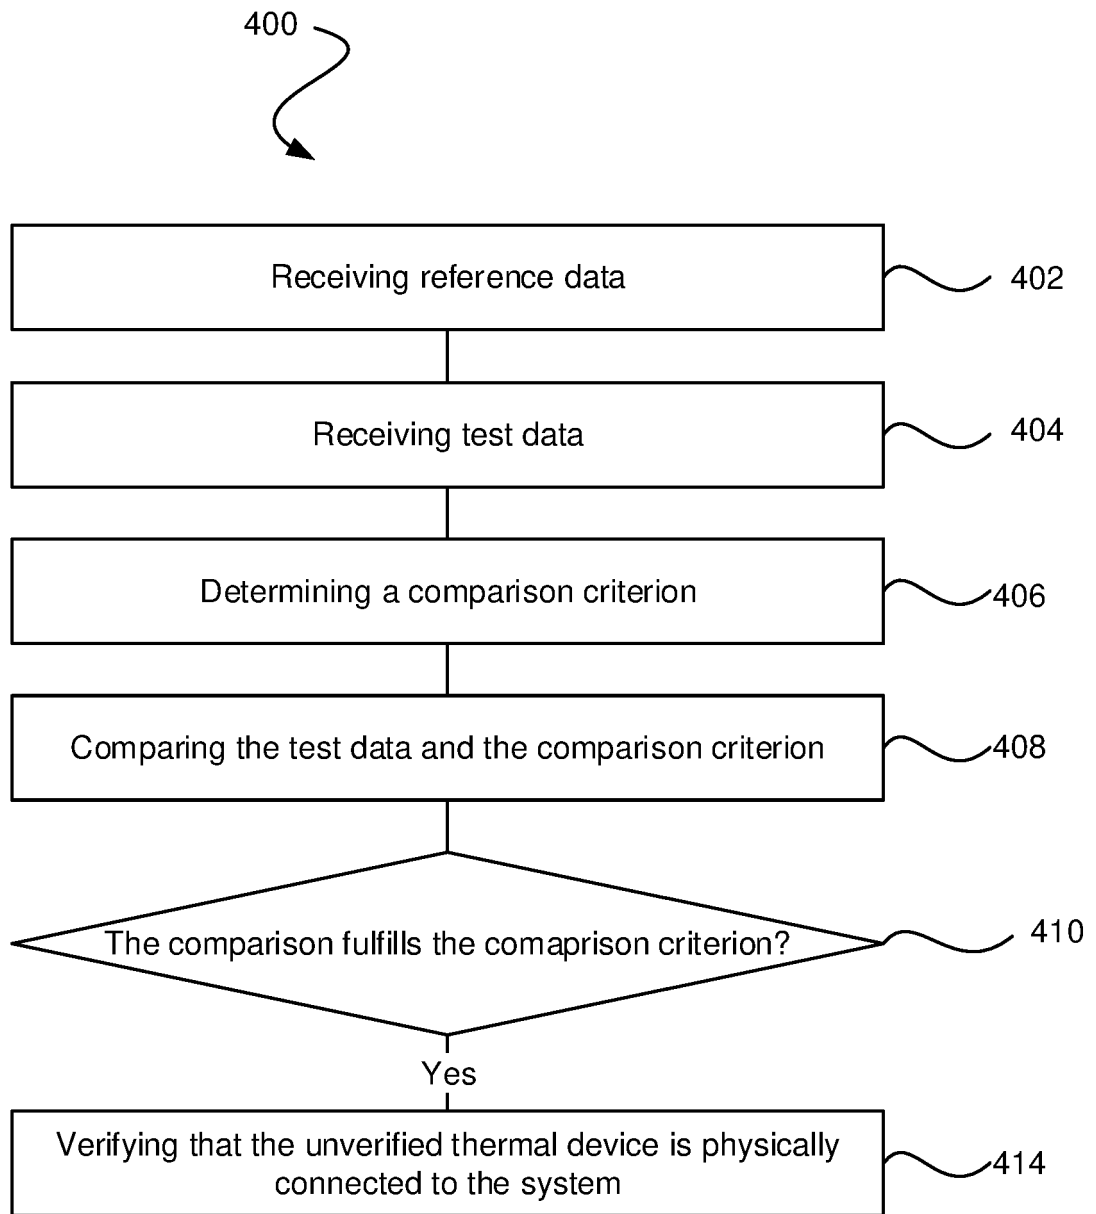 400
Receiving reference data
402
Receiving test data
404
Determining a comparison criterion
406
Comparing the test data and the comparison criterion
408
The comparison fulfills the comaprison criterion?
410
Yes
Verifying that the unverified thermal device is physically
connected to the system
414